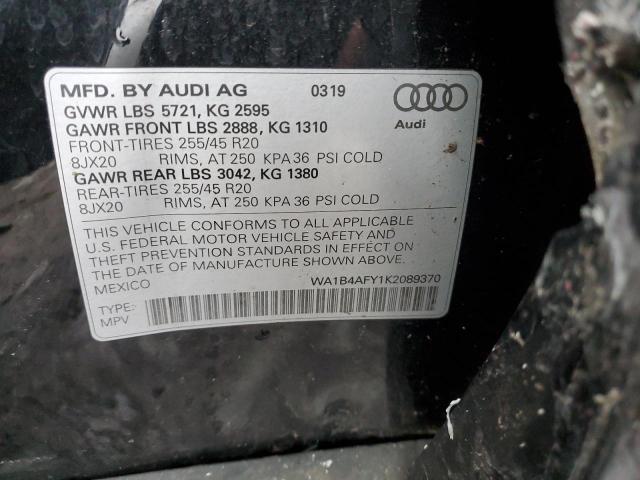 MFD. BY AUDI AG 0319
GVWR LBS 5721, KG 2595
GAWR FRONT LBS 2888, KG 1310
FRONT-TIRES 255/45 R20
8JX20 RIMS, AT 250 KPA 36 PSI COLD
GAWR REAR LBS 3042, KG 1380
REAR-TIRES 255/45 R20
8JX20 RIMS, AT 250 KPA 36 PSI COLD
Audi
THIS VEHICLE CONFORMS TO ALL APPLICABLE
U.S. FEDERAL MOTOR VEHICLE SAFETY AND
THEFT PREVENTION STANDARDS IN EFFECT ON
THE DATE OF MANUFACTURE SHOWN ABOVE.
MEXICO WA1B4AFY1K2089370
TYPE:
MPV